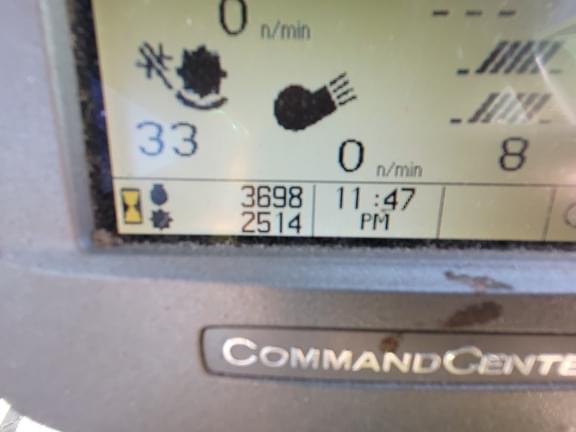 0 n/min
- - -
33
0 n/min
8
3698
11:47
2514
PM
COMMANDCENTE